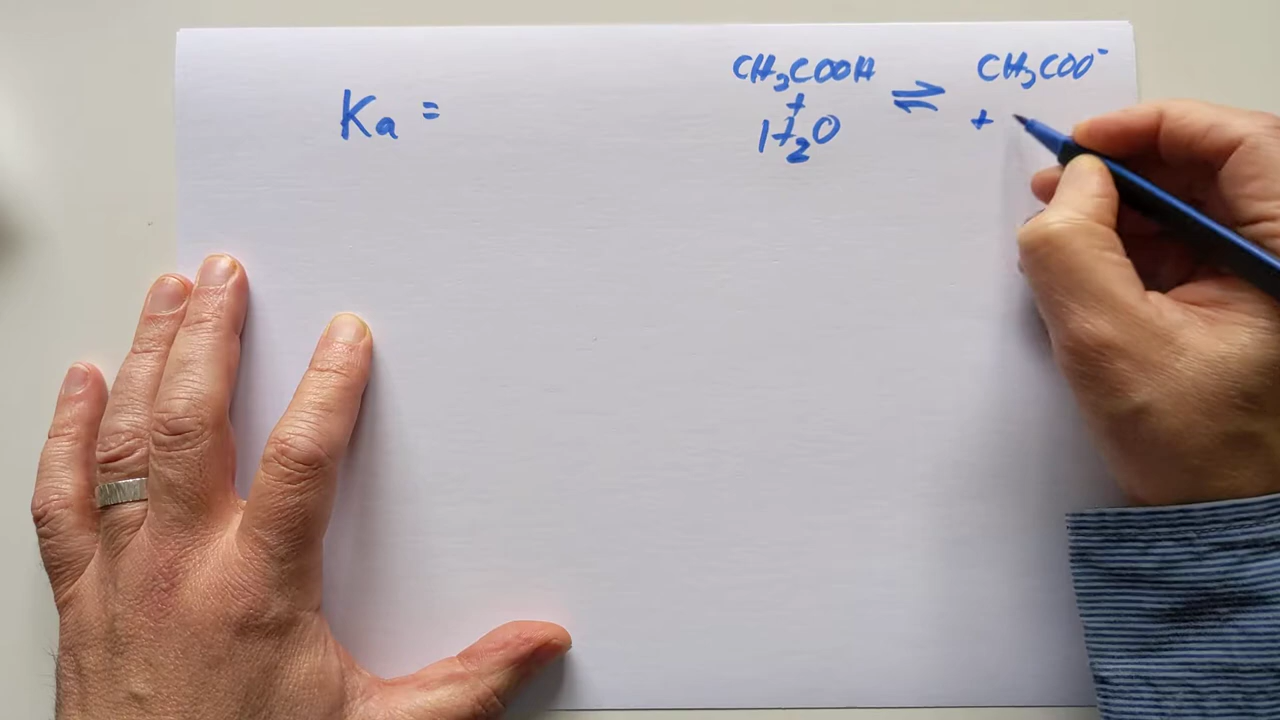 Ka =
CH₃COOH ⇌ CH₃COO⁻
+
H₂O +